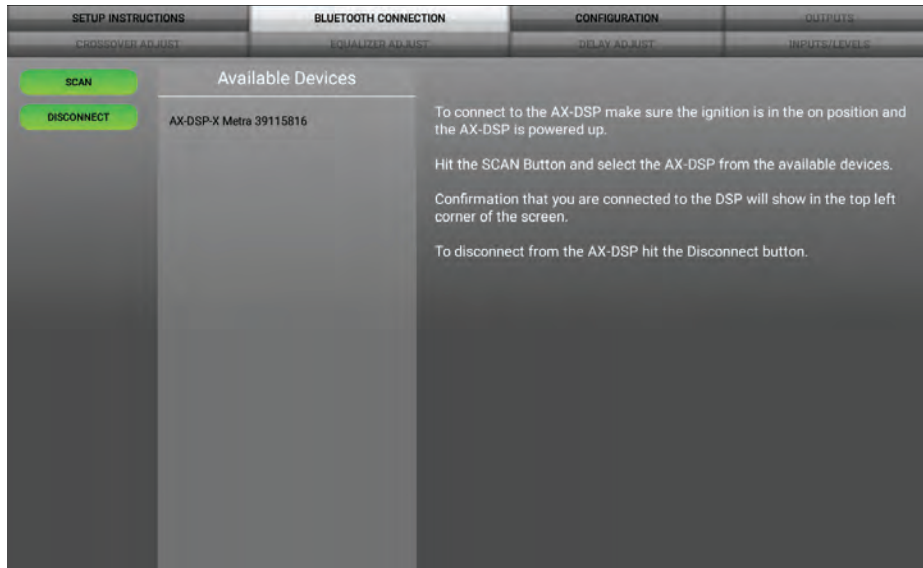 SETUP INSTRUCTIONS
BLUETOOTH CONNECTION
CONFIGURATION
OUTPUTS
CROSSOVER ADJUST
EQUALIZER ADJUST
DELAY ADJUST
INPUTS/LEVELS
SCAN
DISCONNECT
Available Devices
AX-DSP-X Metra 39115816
To connect to the AX-DSP make sure the ignition is in the on position and
the AX-DSP is powered up.
Hit the SCAN Button and select the AX-DSP from the available devices.
Confirmation that you are connected to the DSP will show in the top left
corner of the screen.
To disconnect from the AX-DSP hit the Disconnect button.